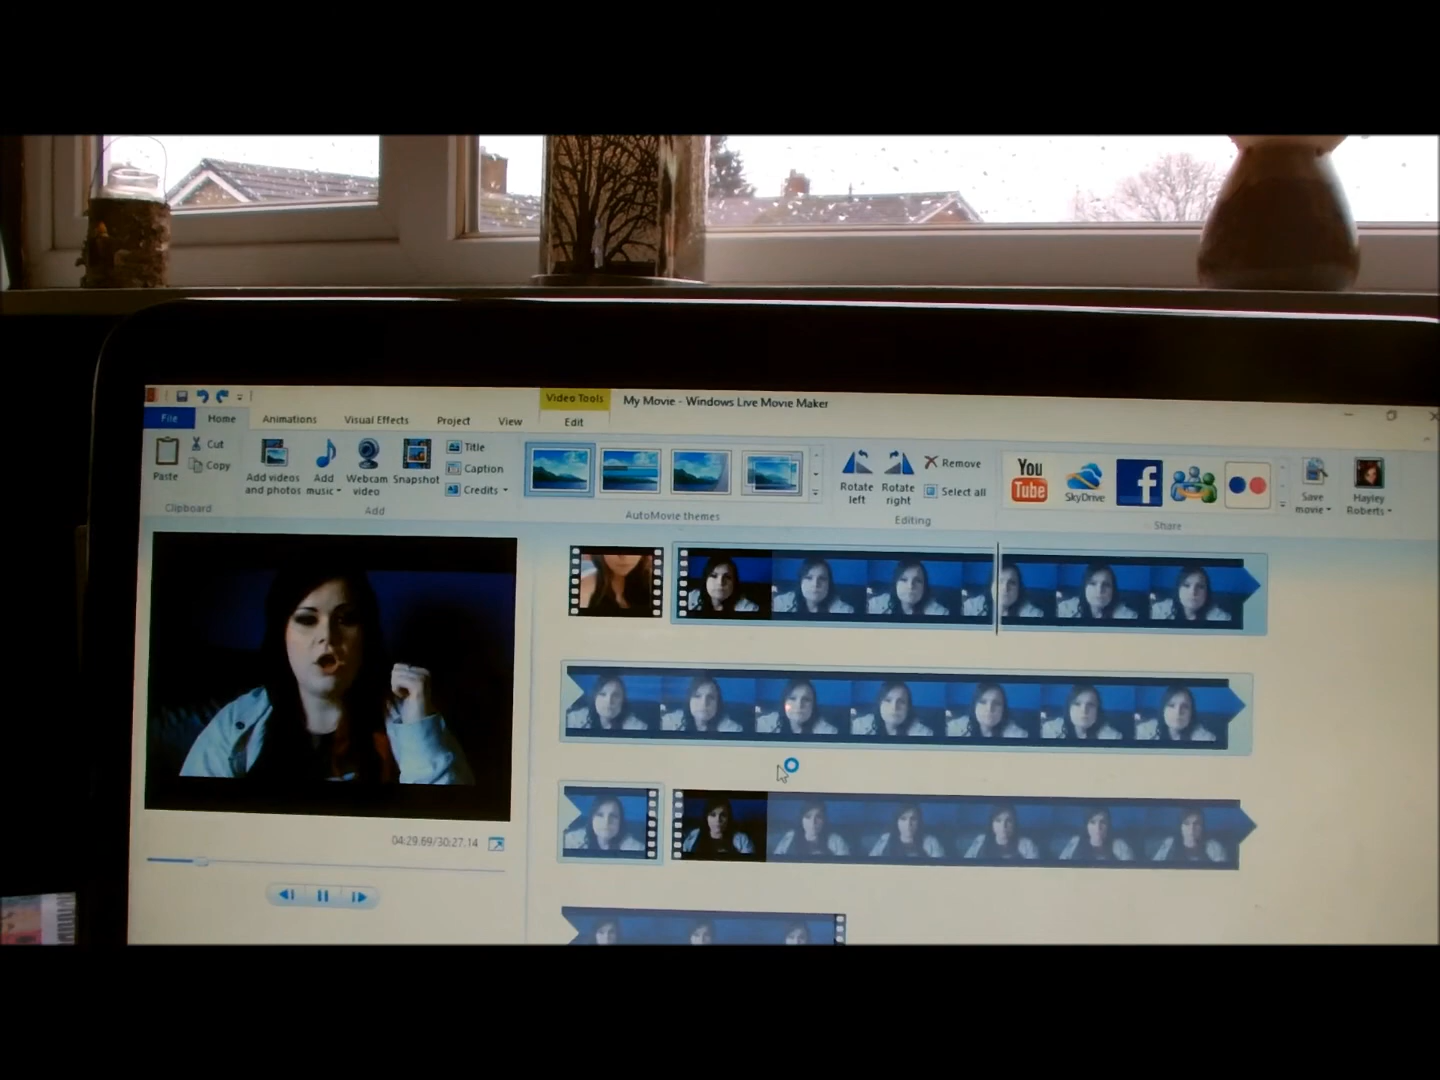 Video Tools
My Movie - Windows Live Movie Maker
File
Home
Animations
Visual Effects
Project
View
Edit
Paste
Cut
Copy
Clipboard
Add videos
and photos
Add
music
Webcam
video
Snapshot
Title
Caption
Credits
Add
AutoMovie themes
Rotate
left
Rotate
right
Remove
Select all
Editing
You
Tube
SkyDrive
f
Share
Save
movie
Hayley
Roberts
04:29.69/30:27.14